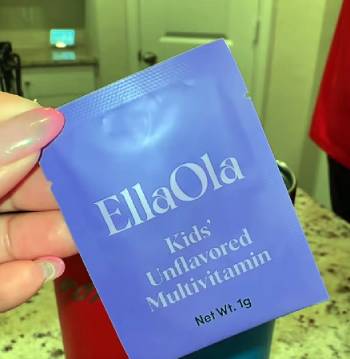 EllaOla
Kids'
Unflavored
Multivitamin
Net Wt. 1g